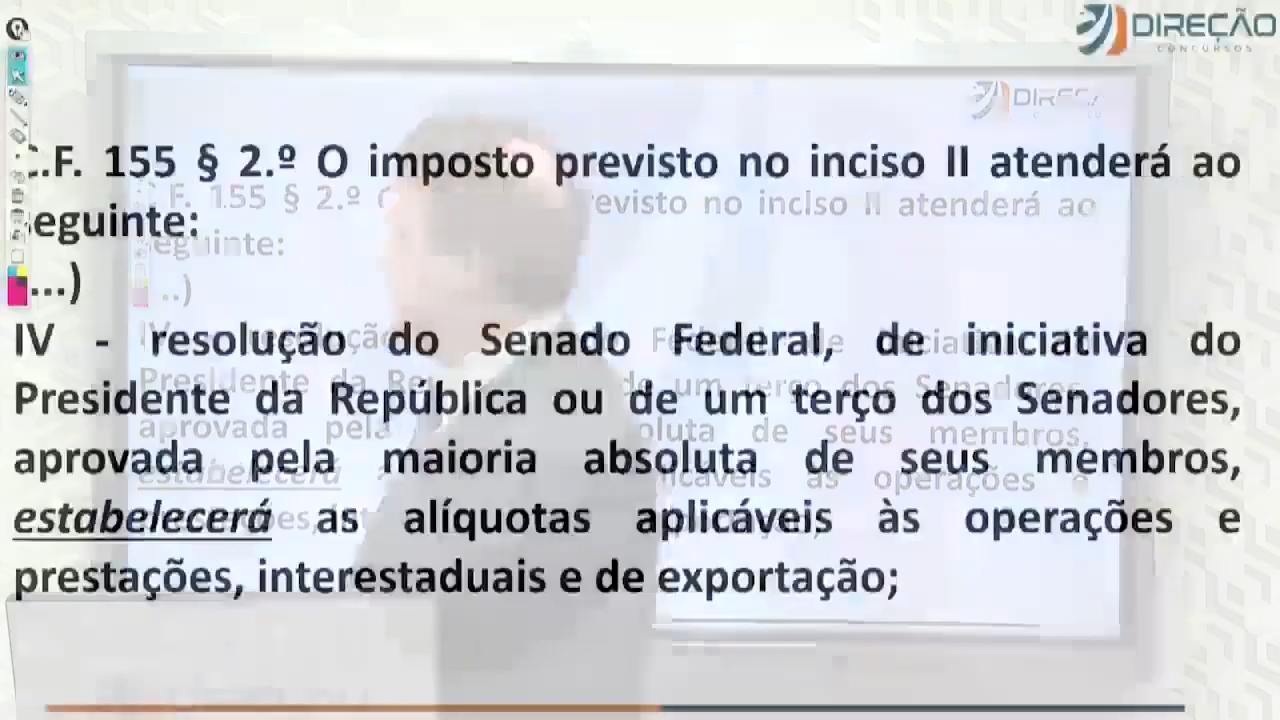 DIREÇÃO
CONCURSOS
C.F. 155 § 2.º O imposto previsto no inciso II atenderá ao
seguinte:
...)
IV - resolução do Senado Federal, de iniciativa do
Presidente da República ou de um terço dos Senadores,
aprovada pela maioria absoluta de seus membros,
estabelecerá as alíquotas aplicáveis às operações e
prestações, interestaduais e de exportação;